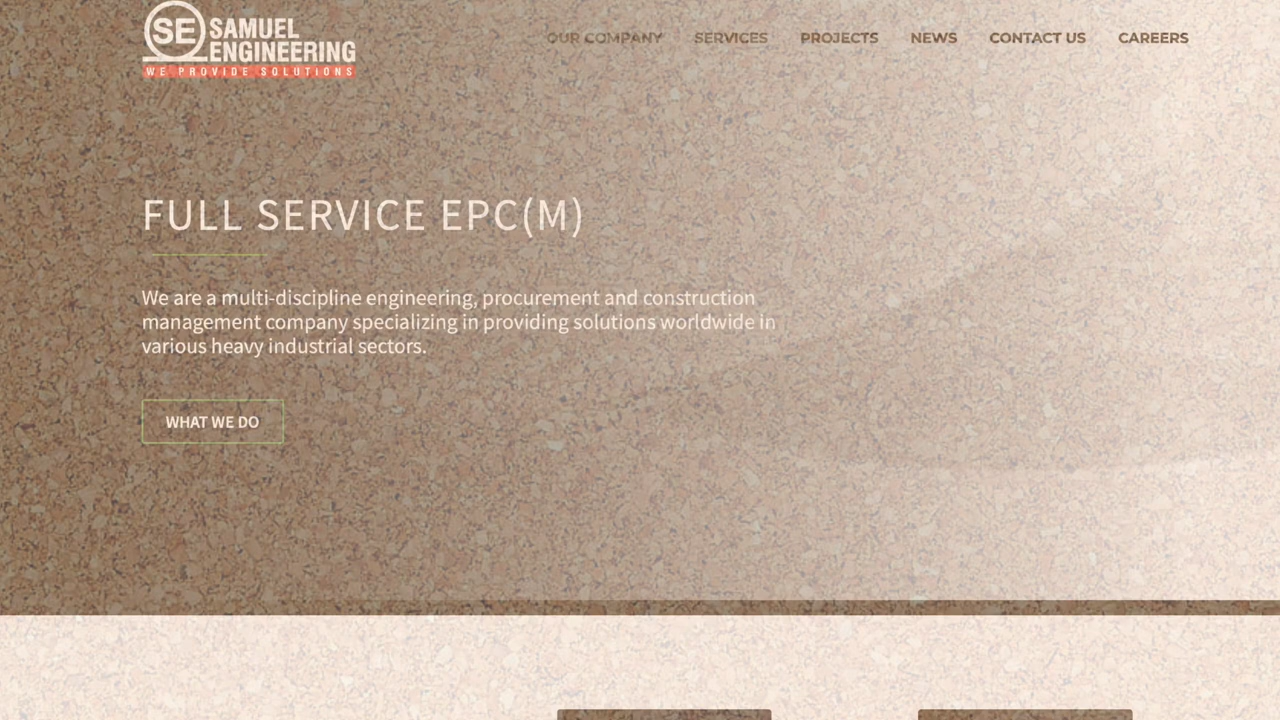 SE SAMUEL
ENGINEERING
WE PROVIDE SOLUTIONS
OUR COMPANY SERVICES PROJECTS NEWS CONTACT US CAREERS
FULL SERVICE EPC(M)
We are a multi-discipline engineering, procurement and construction
management company specializing in providing solutions worldwide in
various heavy industrial sectors.
WHAT WE DO